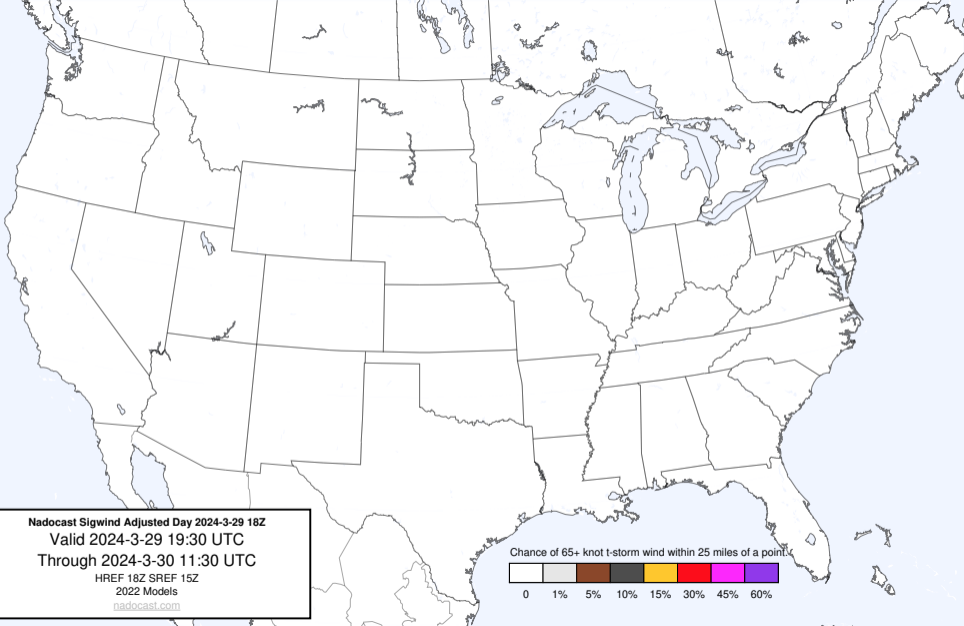 Nadocast Sigwind Adjusted Day 2024-3-29 18Z
Valid 2024-3-29 19:30 UTC
Through 2024-3-30 11:30 UTC
HREF 18Z SREF 15Z
2022 Models
nadocast.com
Chance of 65+ knot t-storm wind within 25 miles of a point.
0 1% 5% 10% 15% 30% 45% 60%